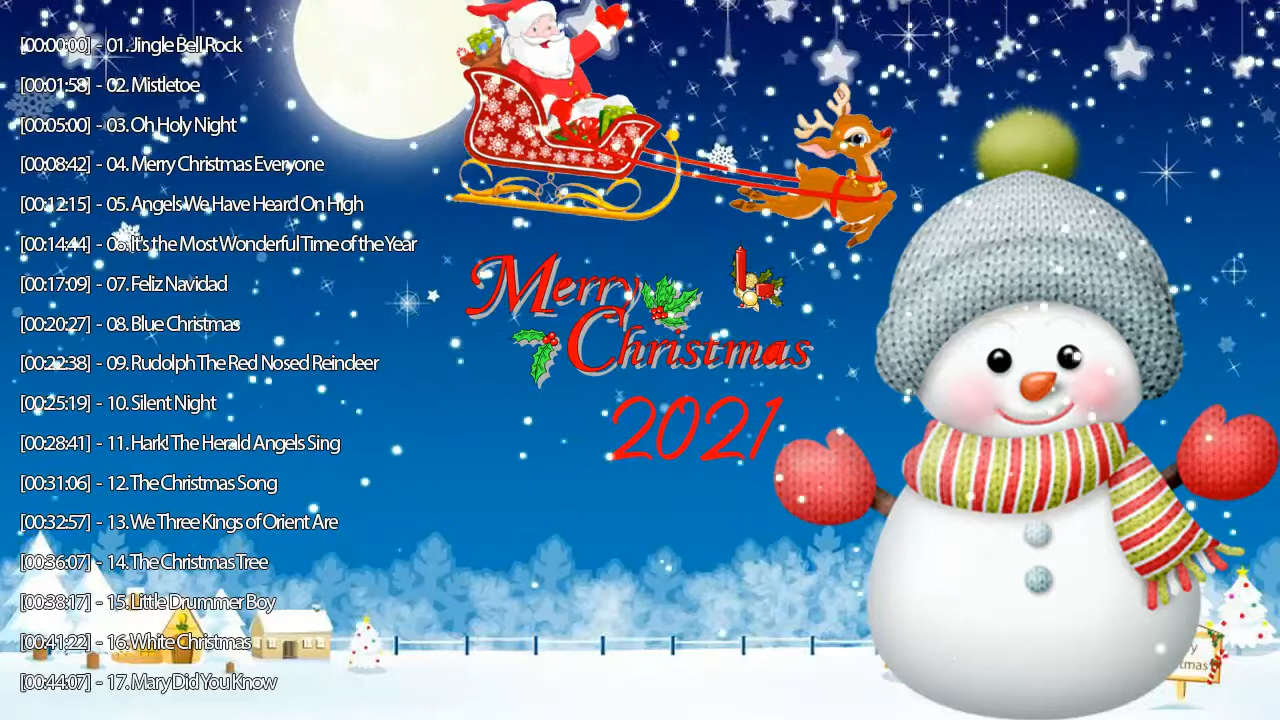 [00:00:00] - 01. Jingle Bell Rock
[00:01:58] - 02. Mistletoe
[00:05:00] - 03. Oh Holy Night
[00:08:42] - 04. Merry Christmas Everyone
[00:12:15] - 05. Angels We Have Heard On High
[00:14:44] - 06. It's the Most Wonderful Time of the Year
[00:17:09] - 07. Feliz Navidad
[00:20:27] - 08. Blue Christmas
[00:22:38] - 09. Rudolph The Red Nosed Reindeer
[00:25:19] - 10. Silent Night
[00:28:41] - 11. Hark! The Herald Angels Sing
[00:31:06] - 12. The Christmas Song
[00:32:57] - 13. We Three Kings of Orient Are
[00:36:07] - 14. The Christmas Tree
[00:38:17] - 15. Little Drummer Boy
[00:41:22] - 16. White Christmas
[00:44:07] - 17. Mary Did You Know
Merry
Christmas
2021